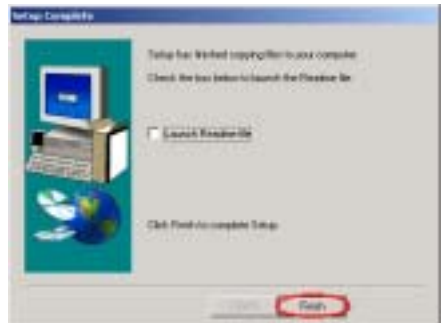 Setup Complete
Setup has finished copying files to your computer.
Check the box below to launch the Readme file.
Launch Readme file
Click Finish to complete Setup.
Finish